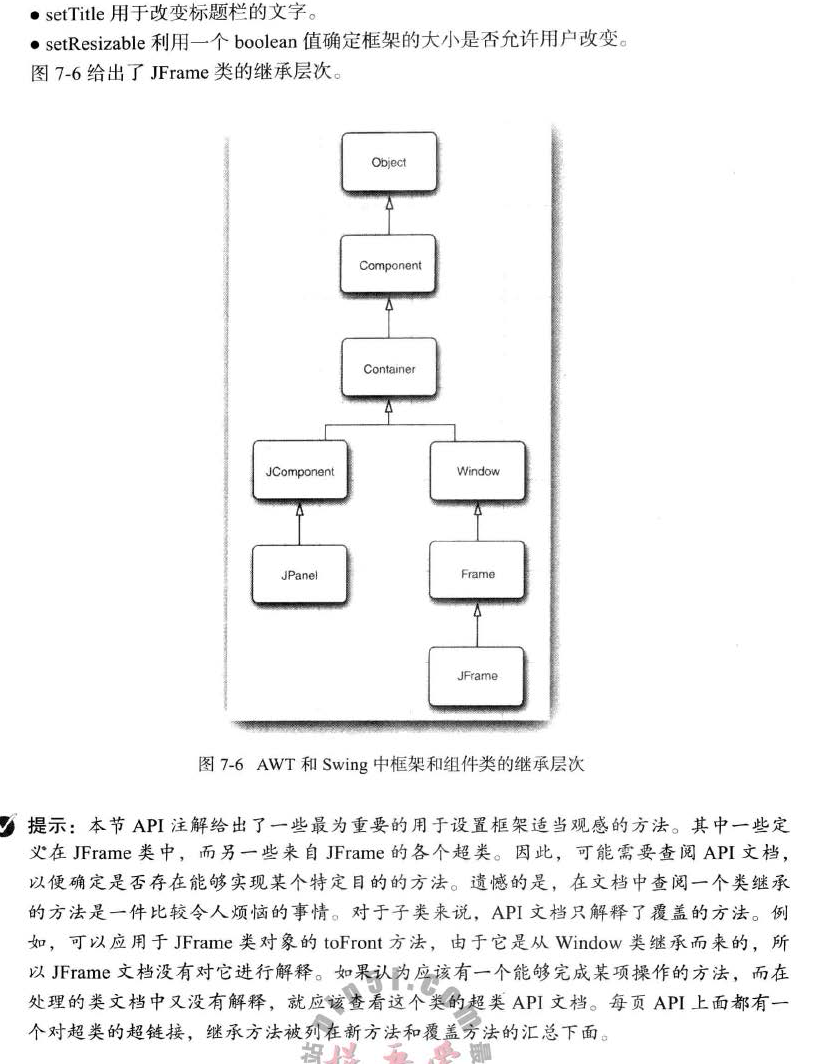 ● setTitle 用于改变标题栏的文字。
● setResizable 利用一个 boolean 值确定框架的大小是否允许用户改变。
图 7-6 给出了 JFrame 类的继承层次。
Object
Component
Container
JComponent
Window
JPanel
Frame
JFrame
图 7-6 AWT 和 Swing 中框架和组件类的继承层次
提示：本节 API 注解给出了一些最为重要的用于设置框架适当观感的方法。其中一些定
义在 JFrame 类中，而另一些来自 JFrame 的各个超类。因此，可能需要查阅 API 文档，
以便确定是否存在能够实现某个特定目的的方法。遗憾的是，在文档中查阅一个类继承
的方法是一件比较令人烦恼的事情。对于子类来说，API 文档只解释了覆盖的方法。例
如，可以应用于 JFrame 类对象的 toFront 方法，由于它是从 Window 类继承而来的，所
以 JFrame 文档没有对它进行解释。如果认为应该有一个能够完成某项操作的方法，而在
处理的类文档中又没有解释，就应该查看这个类的超类 API 文档。每页 API 上面都有一
个对超类的超链接，继承方法被列在新方法和覆盖方法的汇总下面。